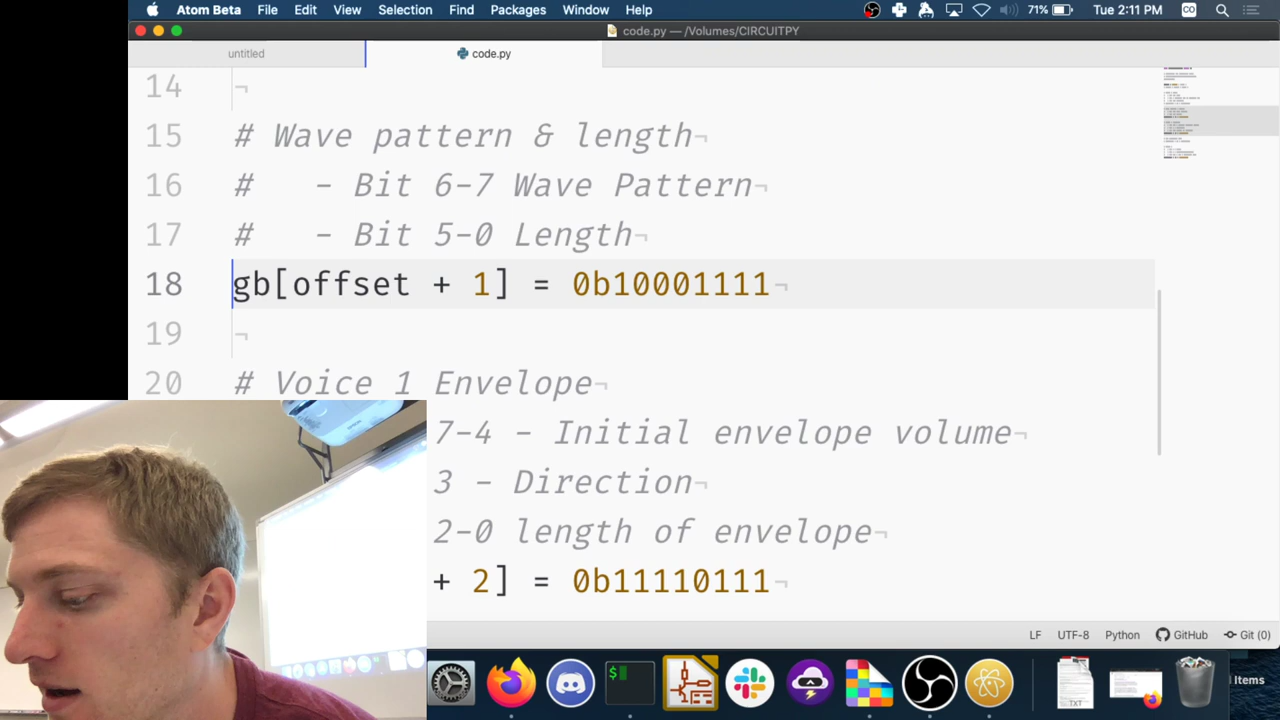 Atom Beta File Edit View Selection Find Packages Window Help 71% Tue 2:11 PM CO
code.py — /Volumes/CIRCUITPY
untitled code.py
14 ¬
15 # Wave pattern & length¬
16 #   - Bit 6-7 Wave Pattern¬
17 #   - Bit 5-0 Length¬
18 gb[offset + 1] = 0b10001111¬
19 ¬
20 # Voice 1 Envelope¬
7-4 - Initial envelope volume¬
3 - Direction¬
2-0 length of envelope¬
+ 2] = 0b11110111¬
LF UTF-8 Python GitHub Git (0)
$
TXT
Items